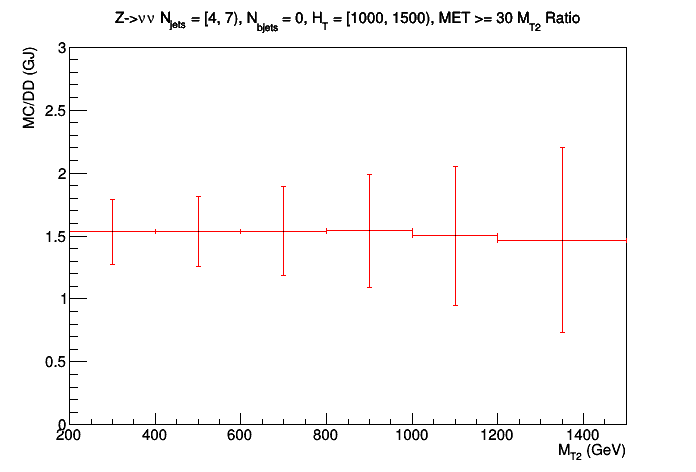 Z->νν N_jets = [4, 7), N_bjets = 0, H_T = [1000, 1500), MET >= 30 M_T2 Ratio
MC/DD (GJ)
3
2.5
2
1.5
1
0.5
0
200 400 600 800 1000 1200 1400
M_T2 (GeV)